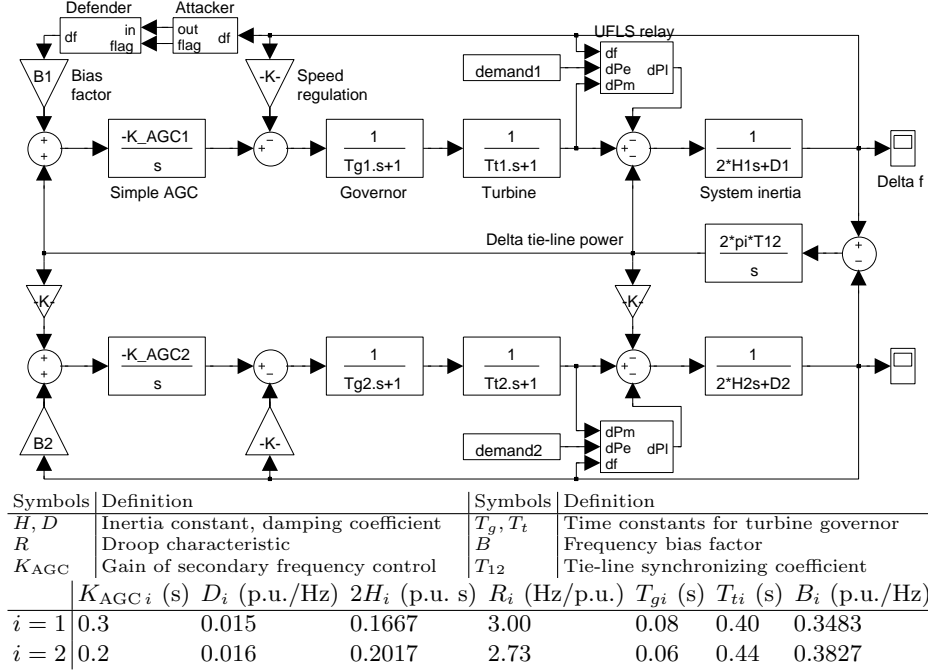 Defender
Attacker
df
in
flag
out
flag
df
UFLS relay
df
dPe
dPm
dPl
demand1
B1
Bias
factor
-K-
Speed
regulation
+
+
-K_AGC1
s
Simple AGC
+
−
1
Tg1.s+1
Governor
1
Tt1.s+1
Turbine
+
−
−
1
2*H1s+D1
System inertia
Delta f
Delta tie-line power
2*pi*T12
s
+
−
-K-
-K-
+
+
-K_AGC2
s
+
−
1
Tg2.s+1
1
Tt2.s+1
+
−
−
1
2*H2s+D2
B2
-K-
demand2
dPm
dPe
df
dPl
Symbols Definition Symbols Definition
H, D Inertia constant, damping coefficient T_g, T_t Time constants for turbine governor
R Droop characteristic B Frequency bias factor
K_AGC Gain of secondary frequency control T_12 Tie-line synchronizing coefficient
K_AGC i (s) D_i (p.u./Hz) 2H_i (p.u. s) R_i (Hz/p.u.) T_gi (s) T_ti (s) B_i (p.u./Hz)
i = 1 0.3 0.015 0.1667 3.00 0.08 0.40 0.3483
i = 2 0.2 0.016 0.2017 2.73 0.06 0.44 0.3827